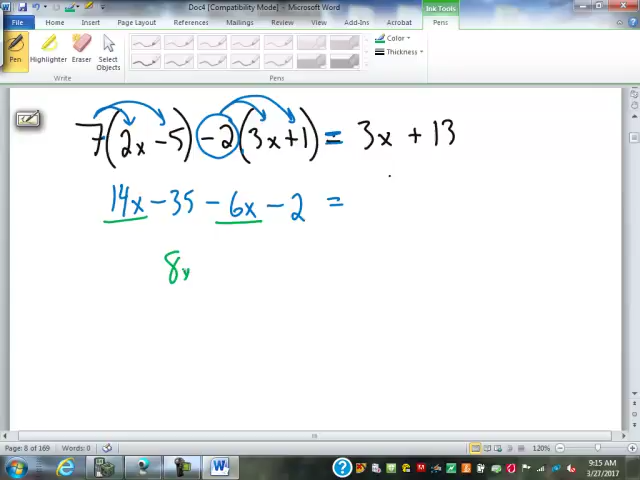 Doc4 [Compatibility Mode] - Microsoft Word
Ink Tools
File Home Insert Page Layout References Mailings Review View Add-Ins Acrobat Pens
Pen Highlighter Eraser Select Objects
Color
Thickness
Write Pens
7(2x - 5) - 2(3x + 1) = 3x + 13
14x - 35 - 6x - 2 =
8x
Page: 8 of 169 Words: 0 120%
9:15 AM
3/27/2017